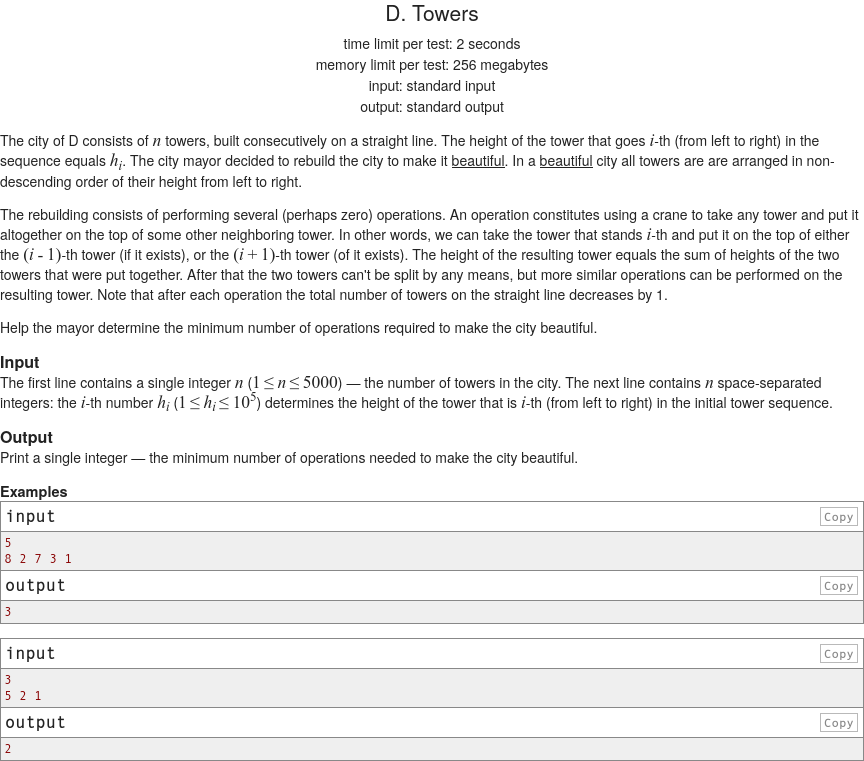 D. Towers
time limit per test: 2 seconds
memory limit per test: 256 megabytes
input: standard input
output: standard output
The city of D consists of n towers, built consecutively on a straight line. The height of the tower that goes i-th (from left to right) in the
sequence equals h_i. The city mayor decided to rebuild the city to make it beautiful. In a beautiful city all towers are are arranged in non-
descending order of their height from left to right.
The rebuilding consists of performing several (perhaps zero) operations. An operation constitutes using a crane to take any tower and put it
altogether on the top of some other neighboring tower. In other words, we can take the tower that stands i-th and put it on the top of either
the (i - 1)-th tower (if it exists), or the (i + 1)-th tower (of it exists). The height of the resulting tower equals the sum of heights of the two
towers that were put together. After that the two towers can't be split by any means, but more similar operations can be performed on the
resulting tower. Note that after each operation the total number of towers on the straight line decreases by 1.
Help the mayor determine the minimum number of operations required to make the city beautiful.
Input
The first line contains a single integer n (1 ≤ n ≤ 5000) — the number of towers in the city. The next line contains n space-separated
integers: the i-th number h_i (1 ≤ h_i ≤ 10^5) determines the height of the tower that is i-th (from left to right) in the initial tower sequence.
Output
Print a single integer — the minimum number of operations needed to make the city beautiful.
Examples
input Copy
5
8 2 7 3 1
output Copy
3
input Copy
3
5 2 1
output Copy
2